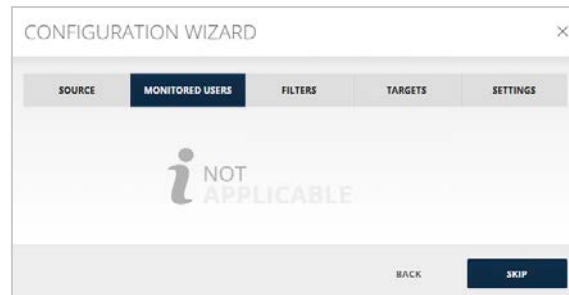 CONFIGURATION WIZARD
SOURCE MONITORED USERS FILTERS TARGETS SETTINGS
NOT
APPLICABLE
BACK SKIP